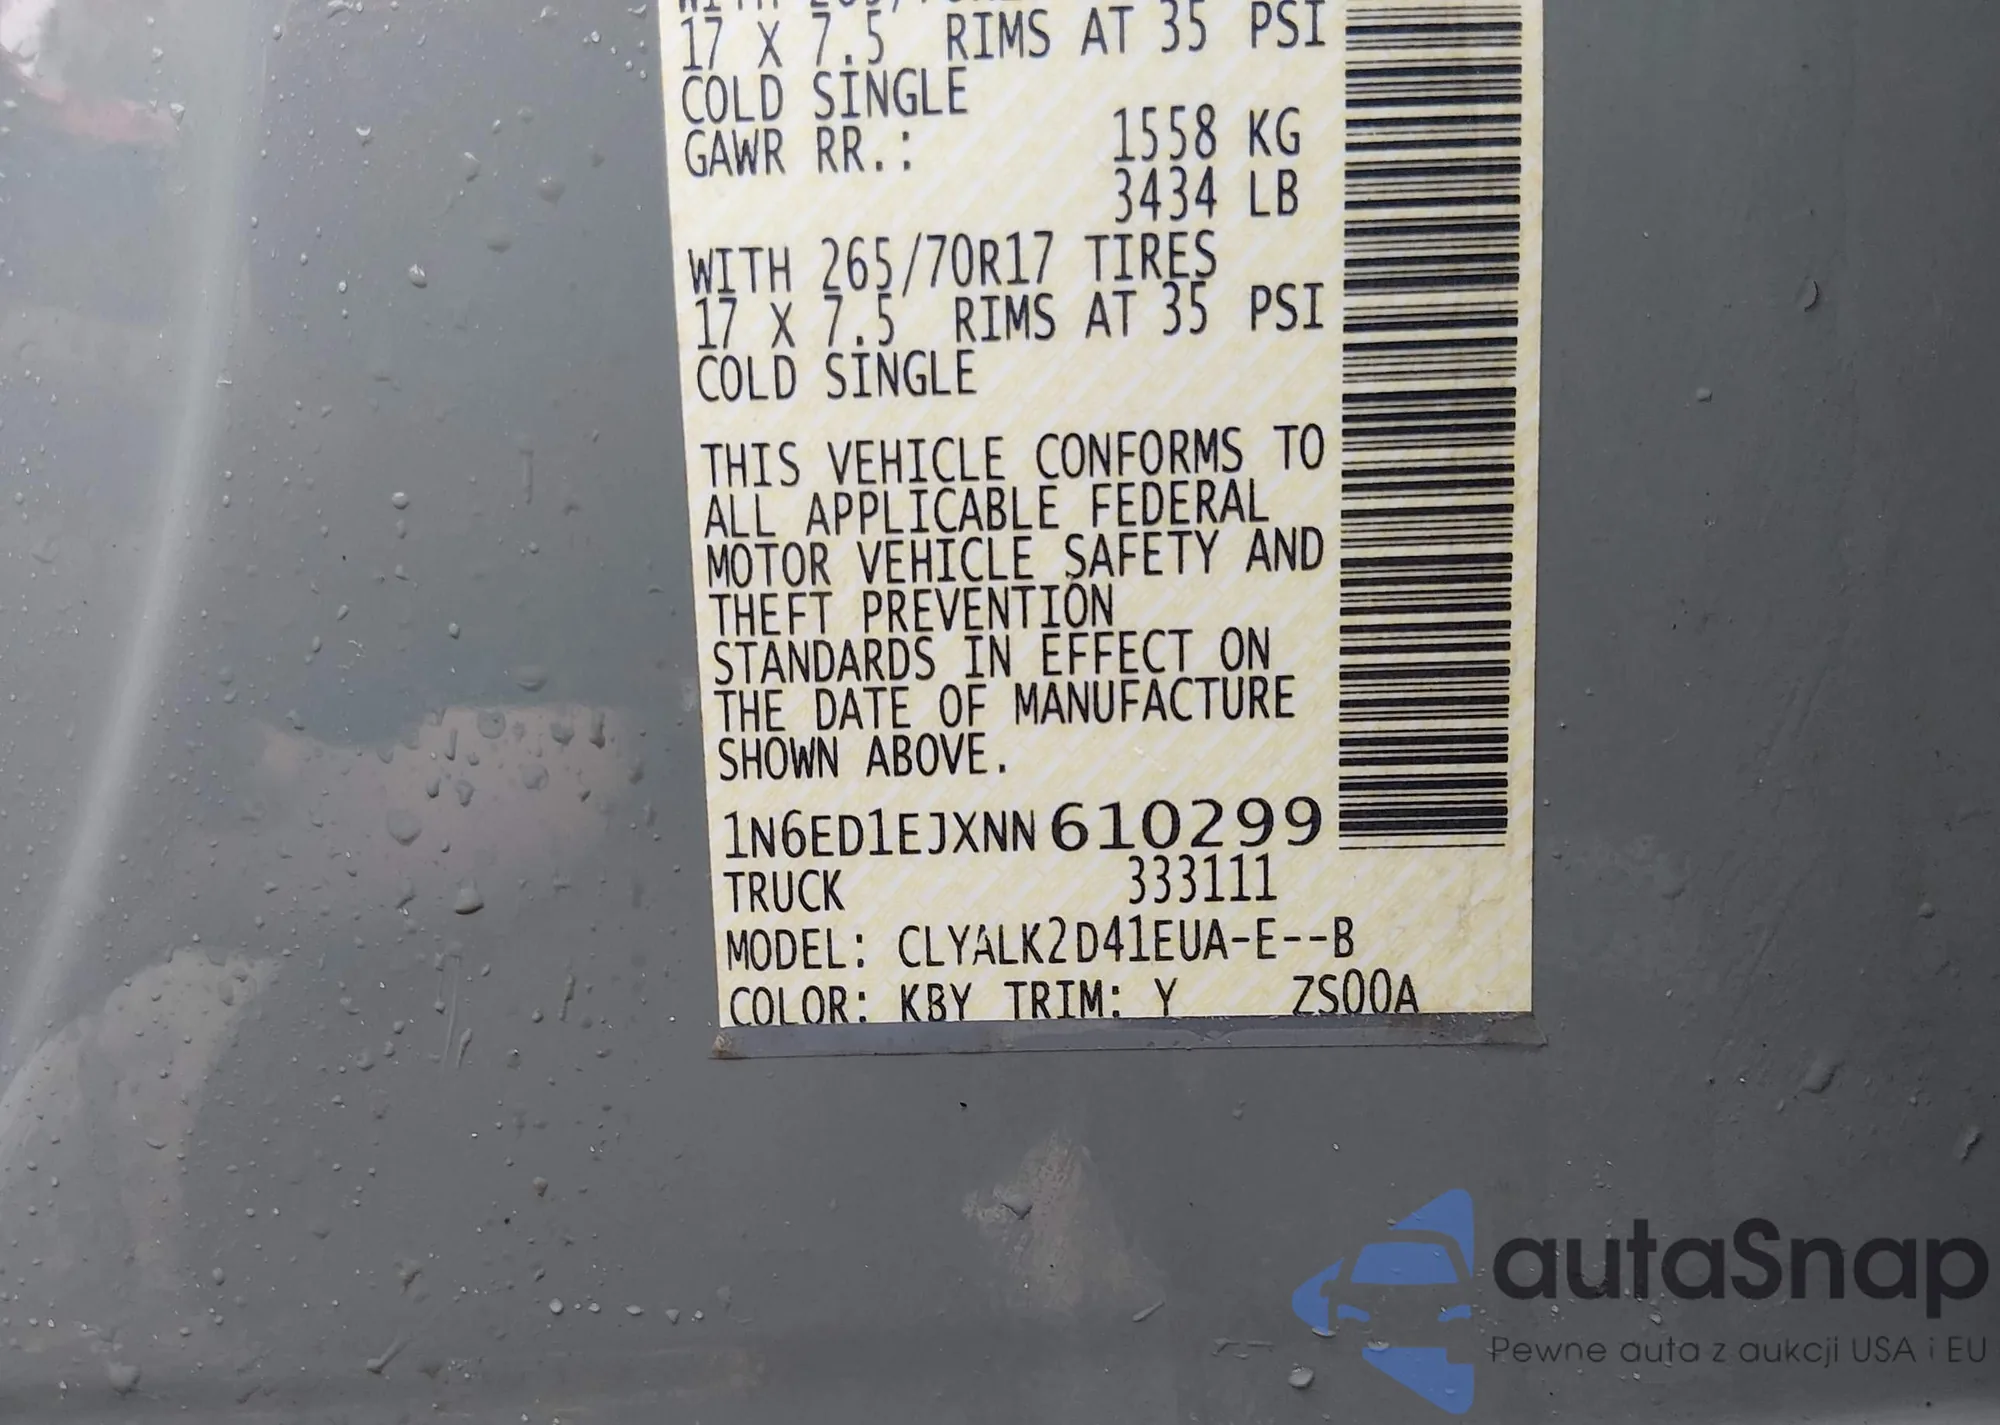 17 X 7.5 RIMS AT 35 PSI
COLD SINGLE
GAWR RR.: 1558 KG
3434 LB
WITH 265/70R17 TIRES
17 X 7.5 RIMS AT 35 PSI
COLD SINGLE
THIS VEHICLE CONFORMS TO
ALL APPLICABLE FEDERAL
MOTOR VEHICLE SAFETY AND
THEFT PREVENTION
STANDARDS IN EFFECT ON
THE DATE OF MANUFACTURE
SHOWN ABOVE.
1N6ED1EJXNN610299
TRUCK 333111
MODEL: CLYALK2D41EUA-E--B
COLOR: KBY TRIM: Y ZS00A
autaSnap
Pewne auta z aukcji USA i EU